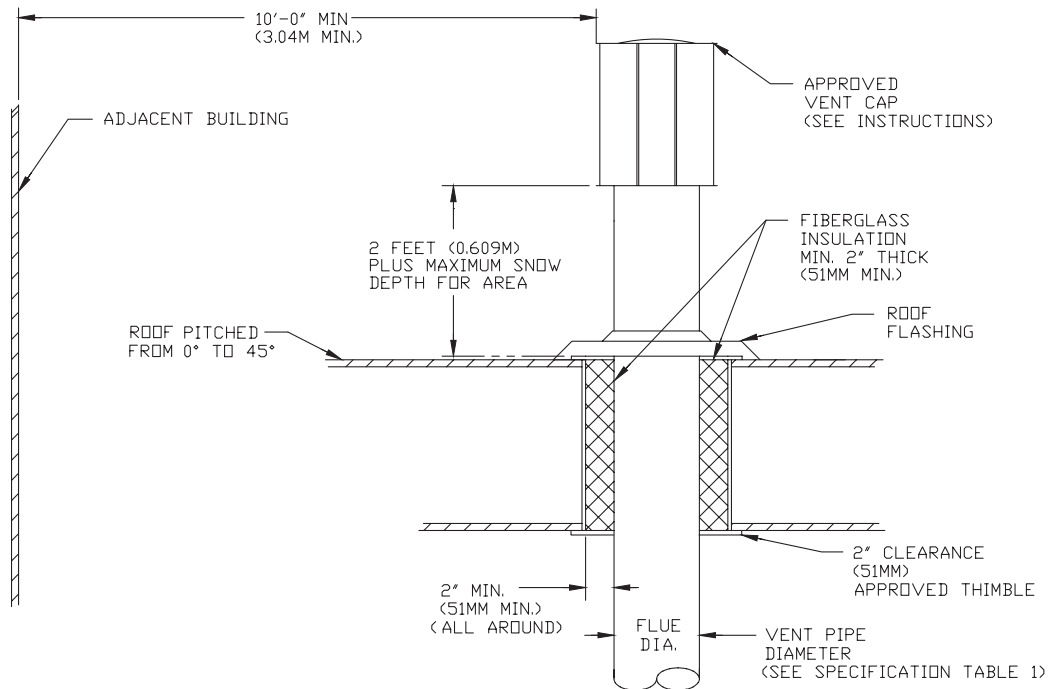 10'-0" MIN
(3.04M MIN.)
APPROVED
VENT CAP
(SEE INSTRUCTIONS)
ADJACENT BUILDING
FIBERGLASS
INSULATION
MIN. 2" THICK
(51MM MIN.)
2 FEET (0.609M)
PLUS MAXIMUM SNOW
DEPTH FOR AREA
ROOF
FLASHING
ROOF PITCHED
FROM 0° TO 45°
2" CLEARANCE
(51MM)
APPROVED THIMBLE
2" MIN.
(51MM MIN.)
(ALL AROUND)
FLUE
DIA.
VENT PIPE
DIAMETER
(SEE SPECIFICATION TABLE 1)